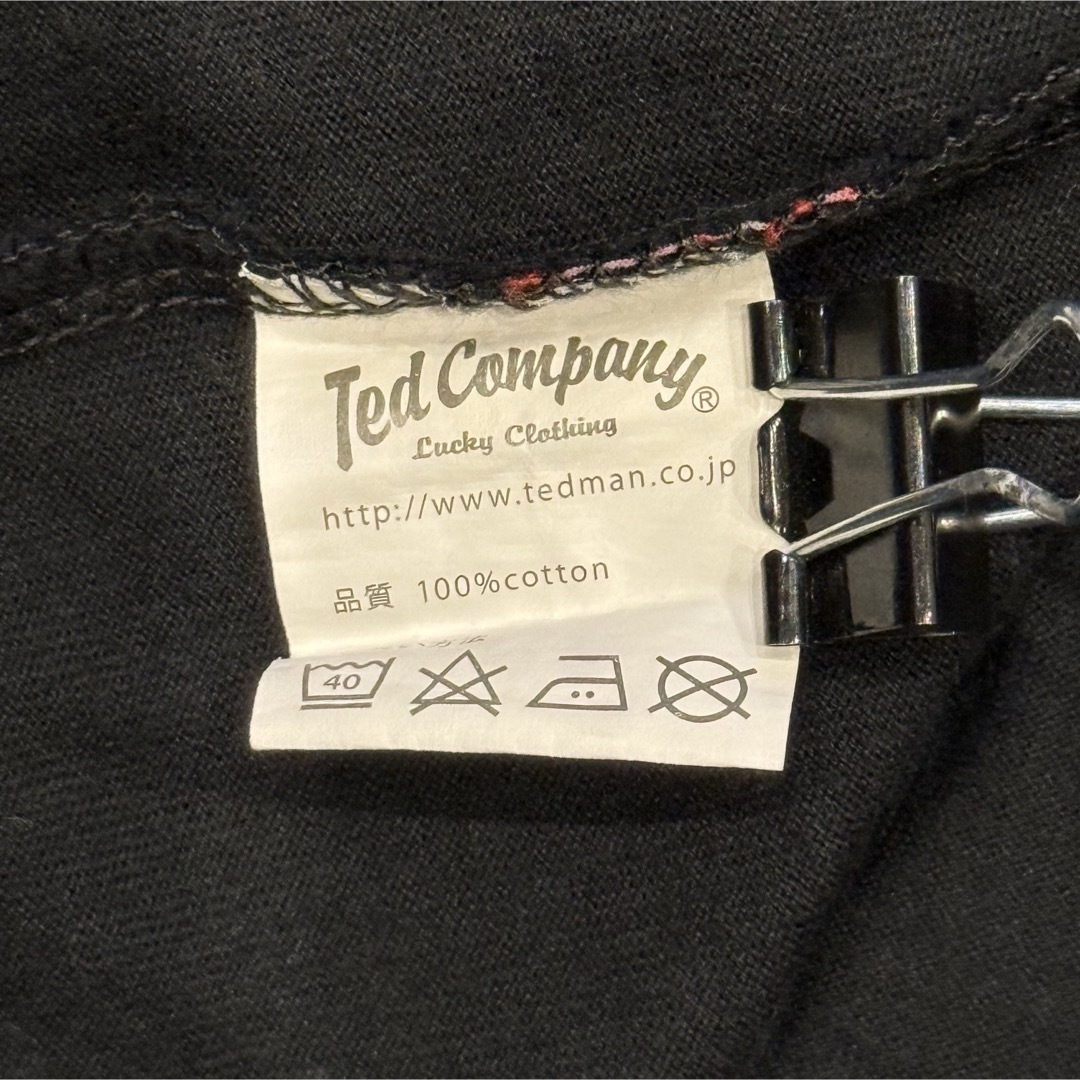 Ted Company®
Lucky Clothing
http://www.tedman.co.jp
品質 100%cotton
40